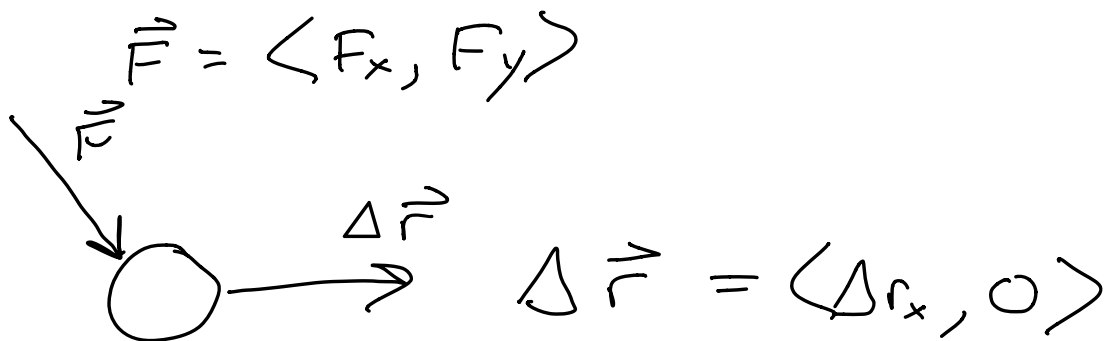 F⃗ = <Fx, Fy>
F⃗
Δr⃗
Δr⃗ = <Δrx, 0>